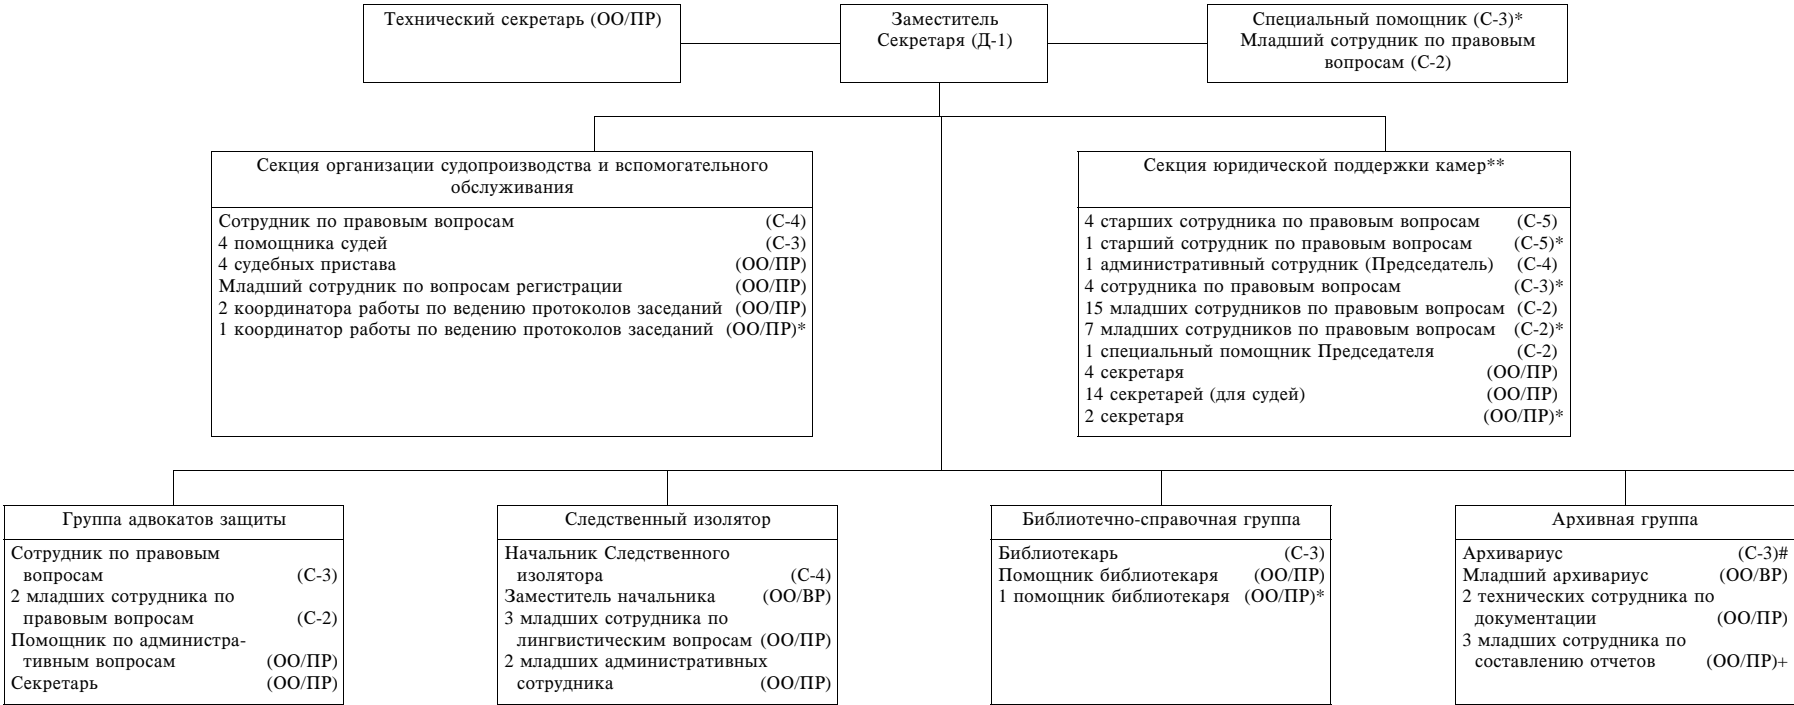 Технический секретарь (ОО/ПР)
Заместитель
Секретаря (Д-1)
Специальный помощник (С-3)*
Младший сотрудник по правовым
вопросам (С-2)
Секция организации судопроизводства и вспомогательного
обслуживания
Сотрудник по правовым вопросам (С-4)
4 помощника судей (С-3)
4 судебных пристава (ОО/ПР)
Младший сотрудник по вопросам регистрации (ОО/ПР)
2 координатора работы по ведению протоколов заседаний (ОО/ПР)
1 координатор работы по ведению протоколов заседаний (ОО/ПР)*
Секция юридической поддержки камер**
4 старших сотрудника по правовым вопросам (С-5)
1 старший сотрудник по правовым вопросам (С-5)*
1 административный сотрудник (Председатель) (С-4)
4 сотрудника по правовым вопросам (С-3)*
15 младших сотрудников по правовым вопросам (С-2)
7 младших сотрудников по правовым вопросам (С-2)*
1 специальный помощник Председателя (С-2)
4 секретаря (ОО/ПР)
14 секретарей (для судей) (ОО/ПР)
2 секретаря (ОО/ПР)*
Группа адвокатов защиты
Сотрудник по правовым
вопросам (С-3)
2 младших сотрудника по
правовым вопросам (С-2)
Помощник по администра-
тивным вопросам (ОО/ПР)
Секретарь (ОО/ПР)
Следственный изолятор
Начальник Следственного
изолятора (С-4)
Заместитель начальника (ОО/ВР)
3 младших сотрудника по
лингвистическим вопросам (ОО/ПР)
2 младших административных
сотрудника (ОО/ПР)
Библиотечно-справочная группа
Библиотекарь (С-3)
Помощник библиотекаря (ОО/ПР)
1 помощник библиотекаря (ОО/ПР)*
Архивная группа
Архивариус (С-3)#
Младший архивариус (ОО/ВР)
2 технических сотрудника по
документации (ОО/ПР)
3 младших сотрудника по
составлению отчетов (ОО/ПР)+